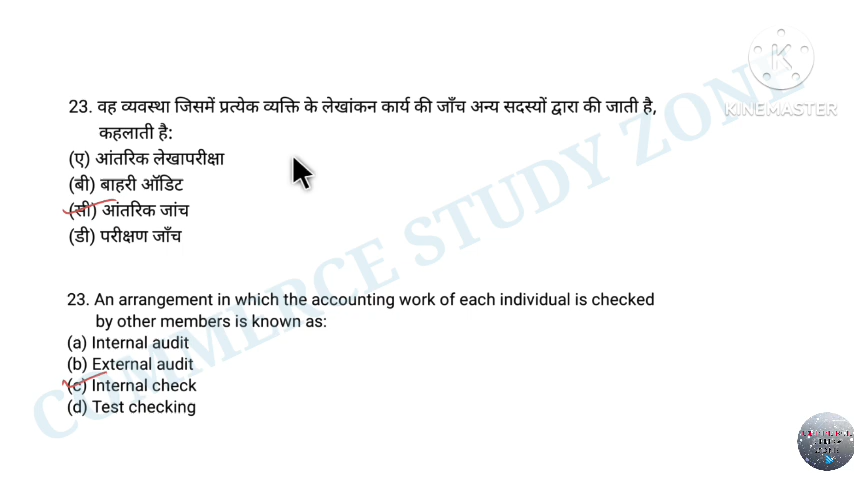 KINEMASTER
23. वह व्यवस्था जिसमें प्रत्येक व्यक्ति के लेखांकन कार्य की जाँच अन्य सदस्यों द्वारा की जाती है,
कहलाती है:
(ए) आंतरिक लेखापरीक्षा
(बी) बाहरी ऑडिट
(सी) आंतरिक जांच
(डी) परीक्षण जाँच
COMMERCE STUDY ZONE
23. An arrangement in which the accounting work of each individual is checked
by other members is known as:
(a) Internal audit
(b) External audit
(c) Internal check
(d) Test checking